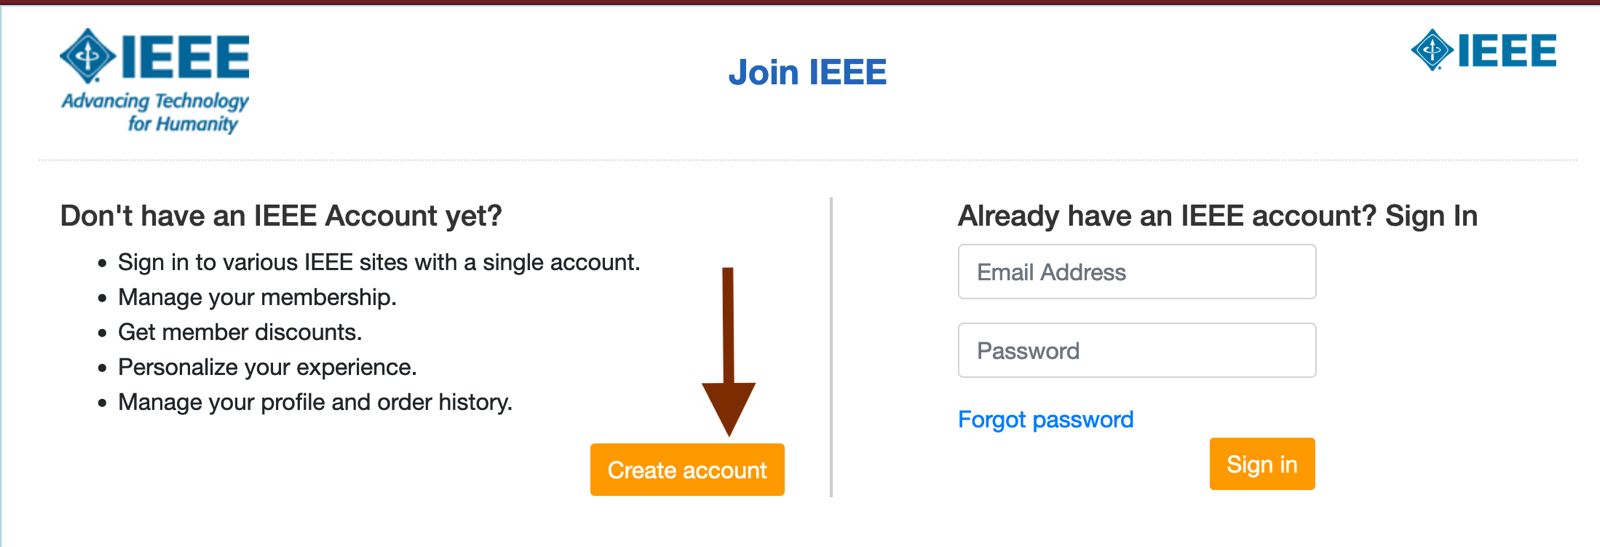 IEEE
Advancing Technology
for Humanity
Join IEEE
IEEE
Don't have an IEEE Account yet?
• Sign in to various IEEE sites with a single account.
• Manage your membership.
• Get member discounts.
• Personalize your experience.
• Manage your profile and order history.
Create account
Already have an IEEE account? Sign In
Email Address
Password
Forgot password
Sign in